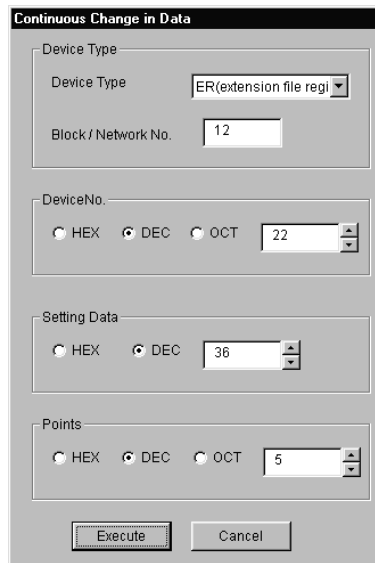 Continuous Change in Data
Device Type
Device Type
ER(extension file regi
Block / Network No.
12
DeviceNo.
HEX DEC OCT 22
Setting Data
HEX DEC 36
Points
HEX DEC OCT 5
Execute Cancel